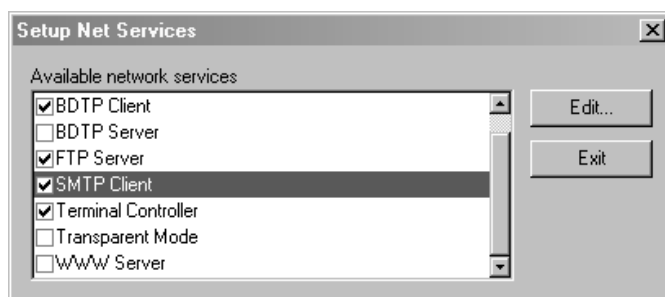 Setup Net Services
Available network services
BDTP Client
BDTP Server
FTP Server
SMTP Client
Terminal Controller
Transparent Mode
WWW Server
Edit...
Exit